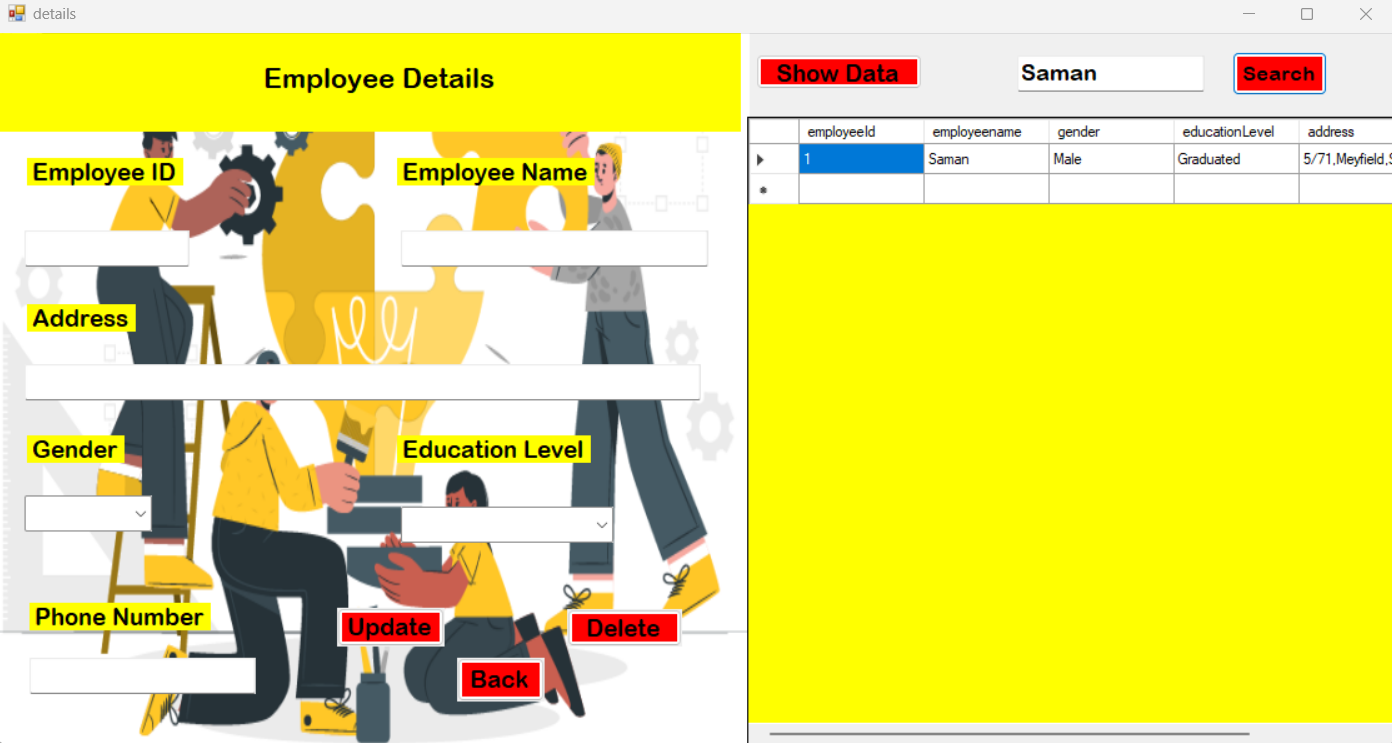 details
Employee Details
Show Data
Saman
Search
employeeId employeename gender educationLevel address
1 Saman Male Graduated 5/71,Meyfield,
Employee ID
Employee Name
Address
Gender
Education Level
Phone Number
Update
Delete
Back